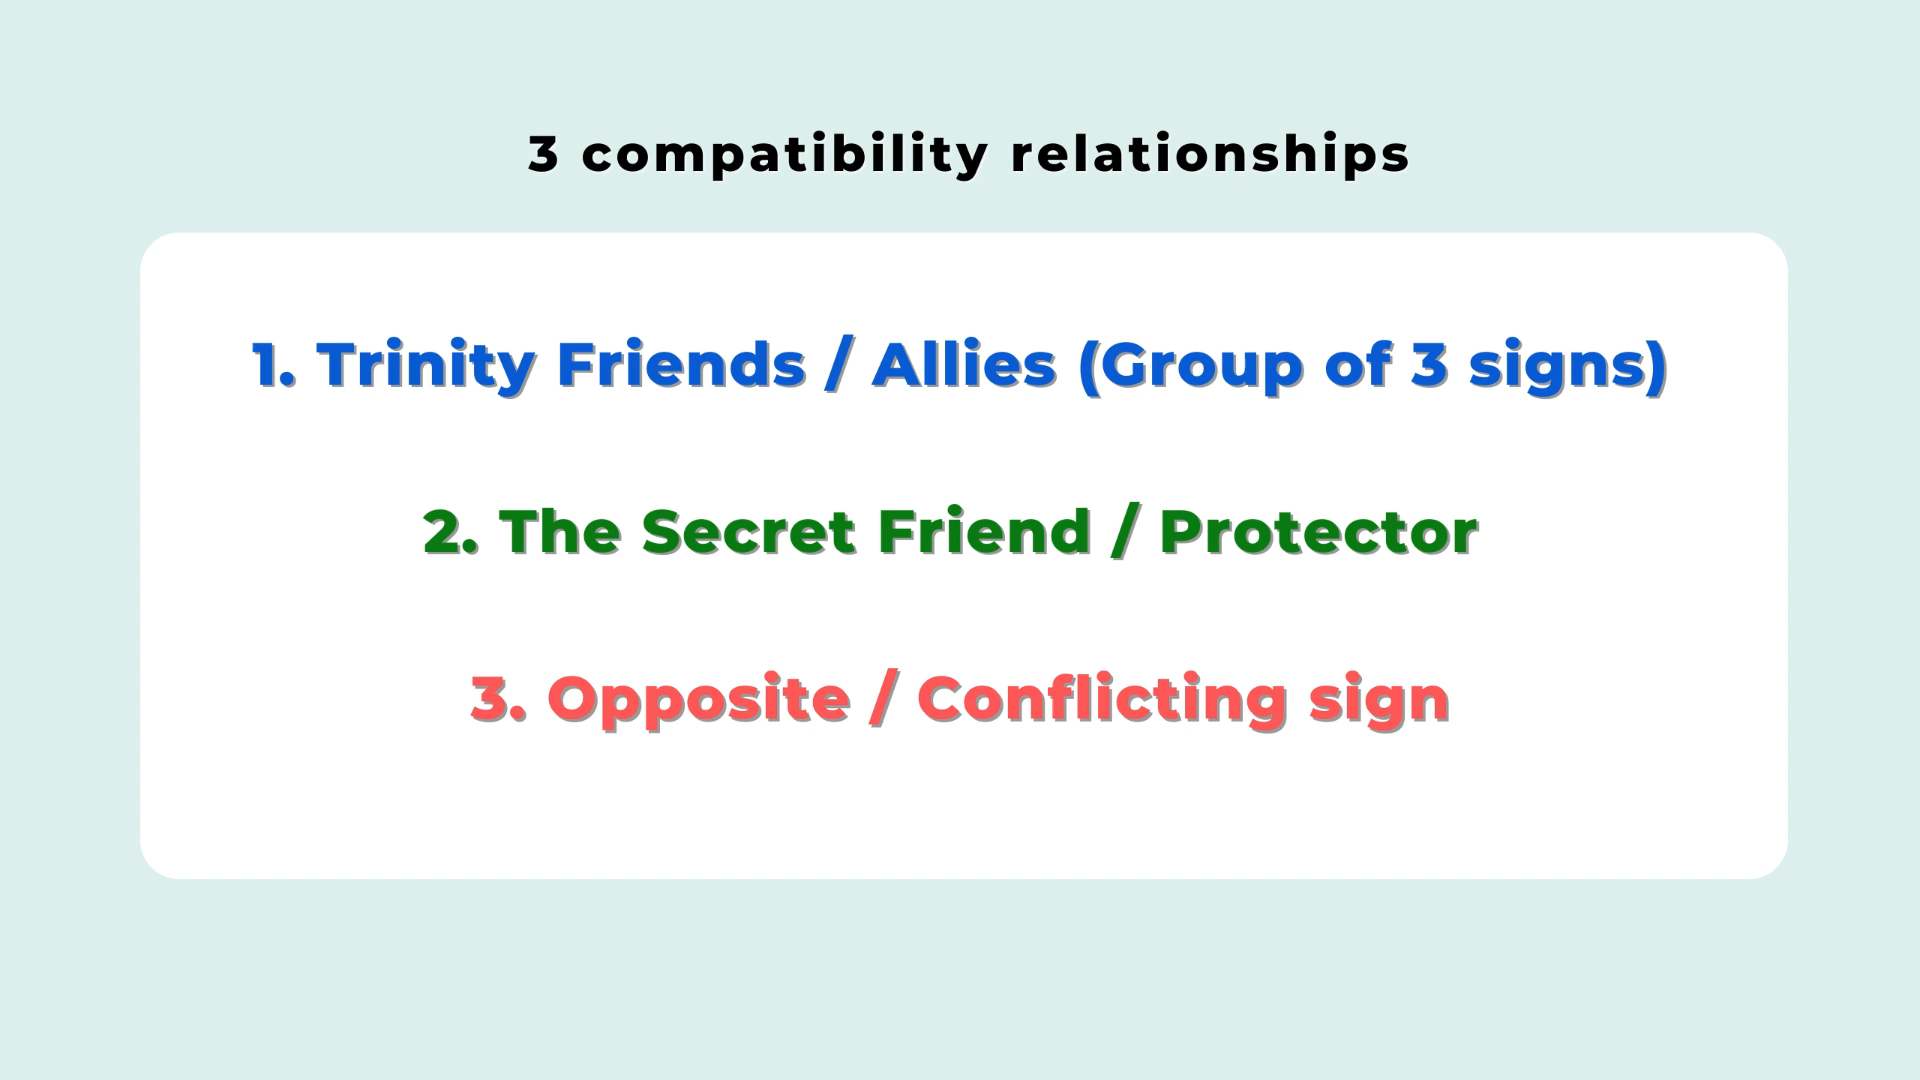 3 compatibility relationships
1. Trinity Friends / Allies (Group of 3 signs)
2. The Secret Friend / Protector
3. Opposite / Conflicting sign